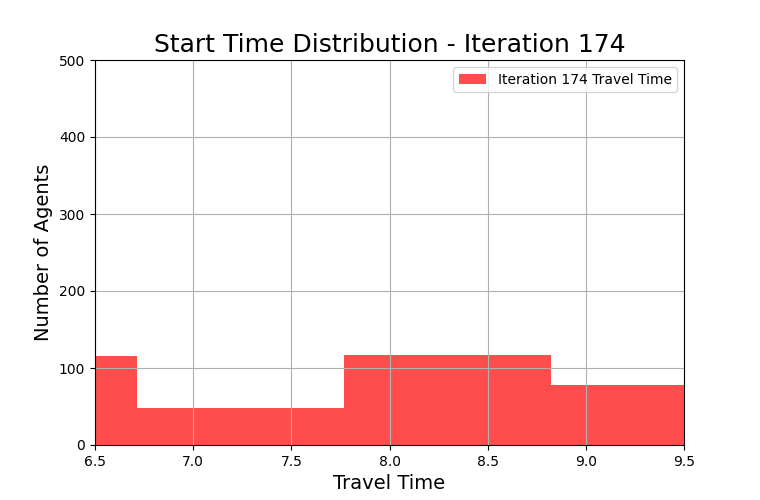 Start Time Distribution - Iteration 174
Iteration 174 Travel Time
Number of Agents
500
400
300
200
100
0
6.5 7.0 7.5 8.0 8.5 9.0 9.5
Travel Time